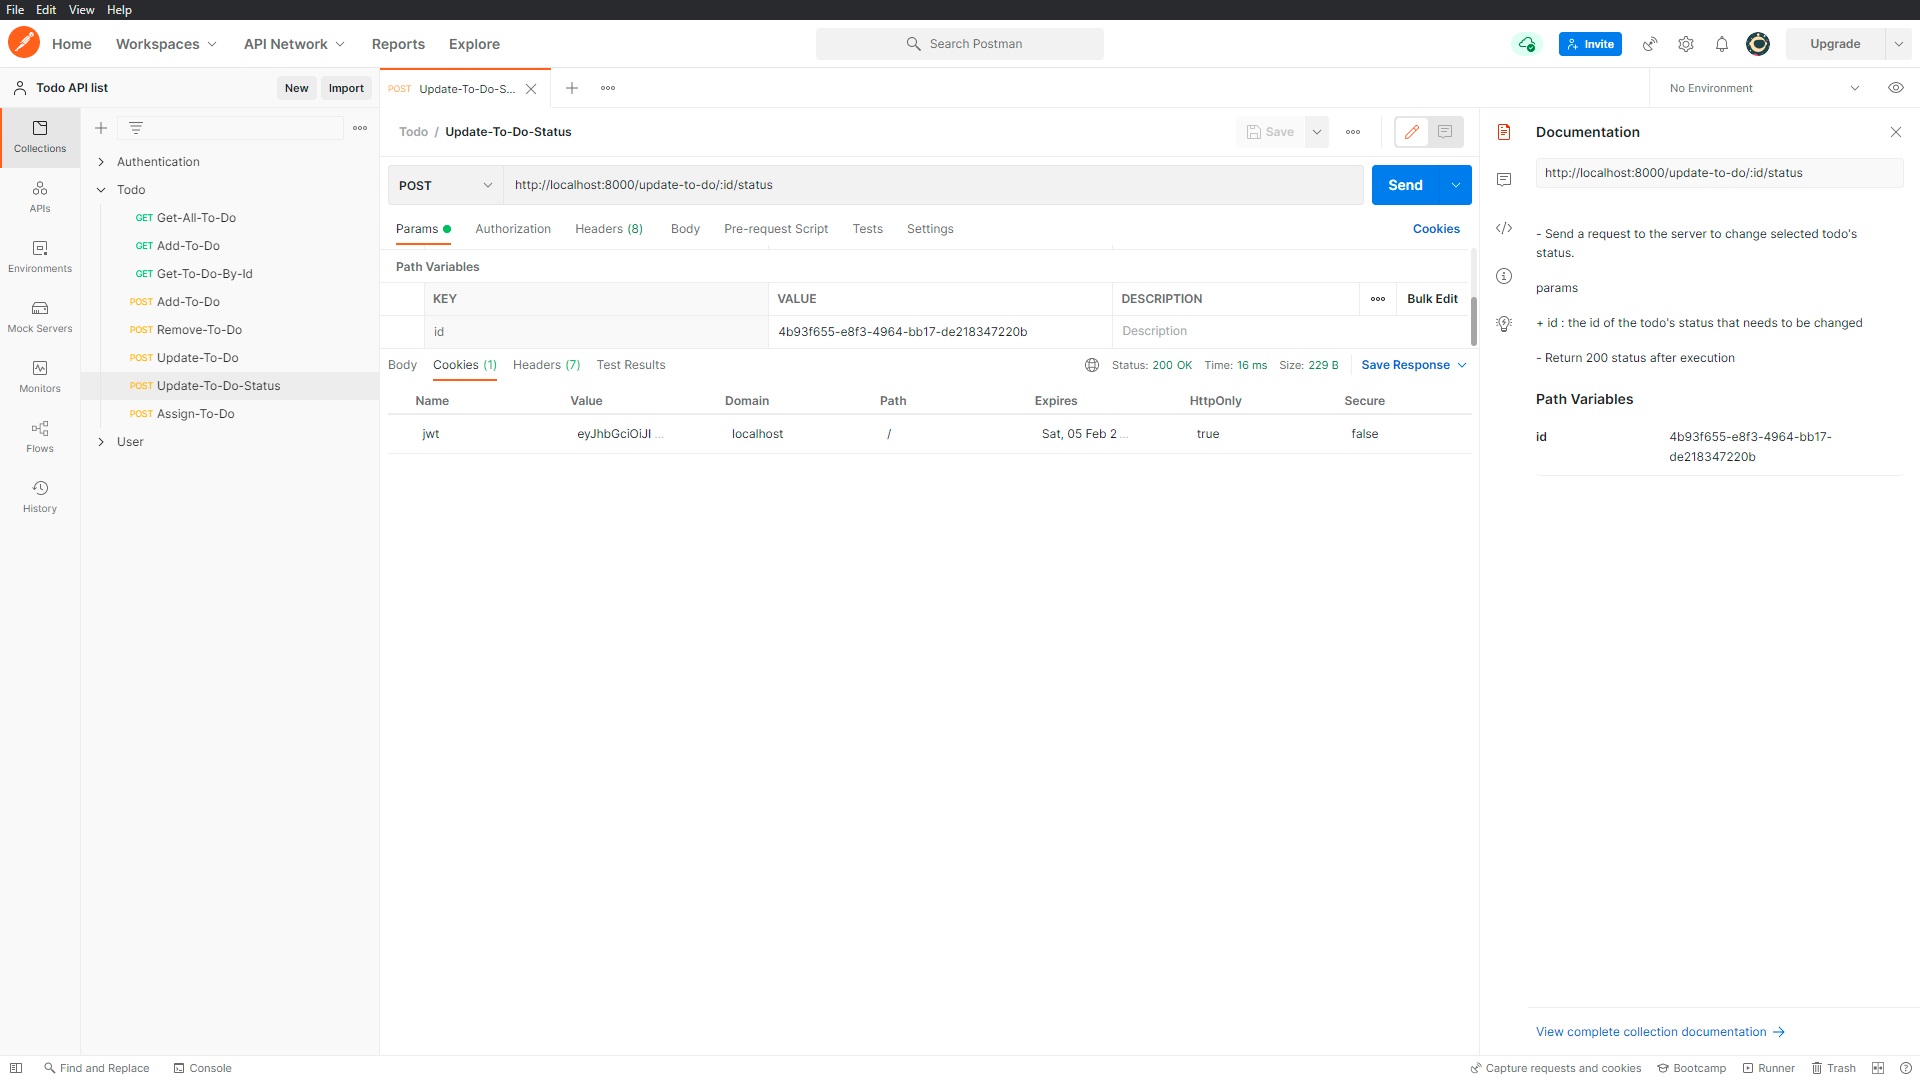 File Edit View Help
Home Workspaces API Network Reports Explore Search Postman Invite Upgrade
Todo API list New Import POST Update-To-Do-S... No Environment
Collections
APIs
Environments
Mock Servers
Monitors
Flows
History
Authentication
Todo
GET Get-All-To-Do
GET Add-To-Do
GET Get-To-Do-By-Id
POST Add-To-Do
POST Remove-To-Do
POST Update-To-Do
POST Update-To-Do-Status
POST Assign-To-Do
User
Todo / Update-To-Do-Status Save
POST http://localhost:8000/update-to-do/:id/status Send
Params Authorization Headers (8) Body Pre-request Script Tests Settings Cookies
Path Variables
KEY VALUE DESCRIPTION Bulk Edit
id 4b93f655-e8f3-4964-bb17-de218347220b Description
Body Cookies (1) Headers (7) Test Results Status: 200 OK Time: 16 ms Size: 229 B Save Response
Name Value Domain Path Expires HttpOnly Secure
jwt eyJhbGciOiJI ... localhost / Sat, 05 Feb 2 ... true false
Documentation
http://localhost:8000/update-to-do/:id/status
- Send a request to the server to change selected todo's
status.
params
+ id : the id of the todo's status that needs to be changed
- Return 200 status after execution
Path Variables
id 4b93f655-e8f3-4964-bb17-
de218347220b
View complete collection documentation →
Find and Replace Console Capture requests and cookies Bootcamp Runner Trash